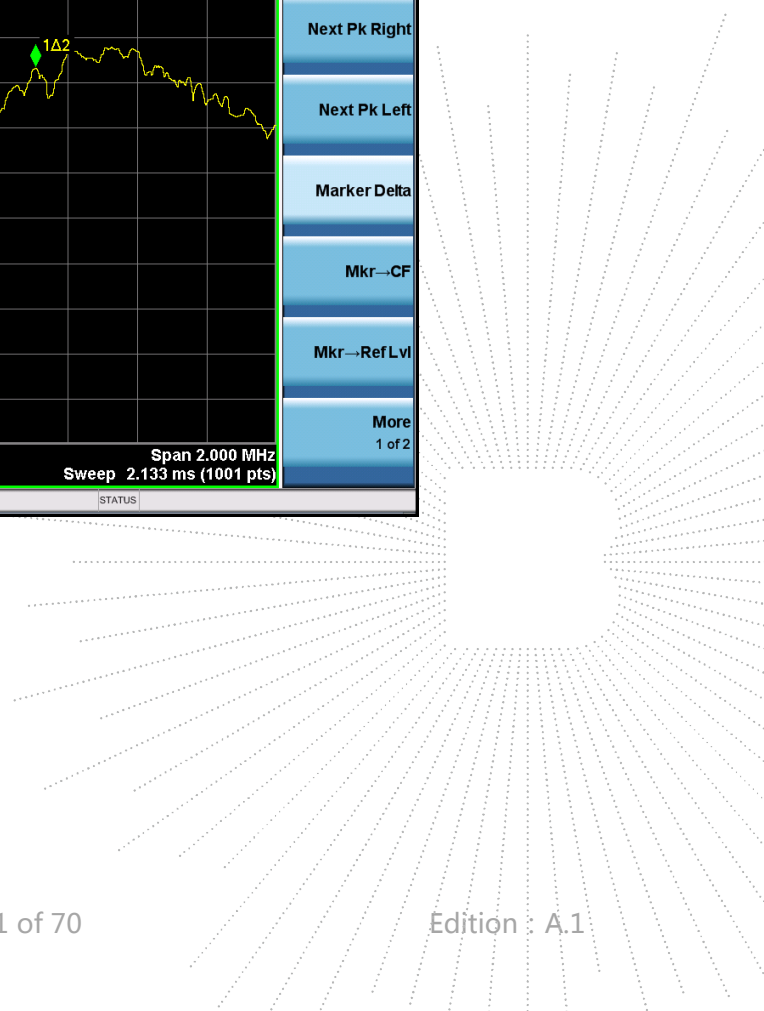 Next Pk Right
1Δ2
Next Pk Left
Marker Delta
Mkr→CF
Mkr→Ref Lvl
More
1 of 2
Span 2.000 MHz
Sweep 2.133 ms (1001 pts)
STATUS
1 of 70
Edition : A.1